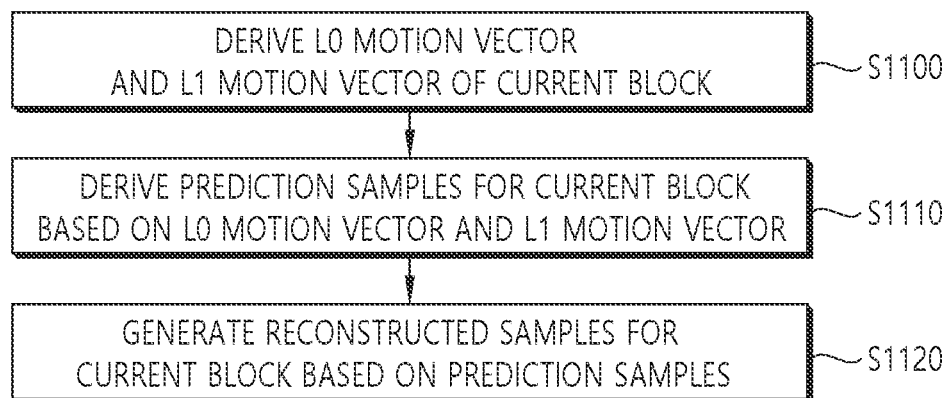 DERIVE L0 MOTION VECTOR
AND L1 MOTION VECTOR OF CURRENT BLOCK
S1100
DERIVE PREDICTION SAMPLES FOR CURRENT BLOCK
BASED ON L0 MOTION VECTOR AND L1 MOTION VECTOR
S1110
GENERATE RECONSTRUCTED SAMPLES FOR
CURRENT BLOCK BASED ON PREDICTION SAMPLES
S1120